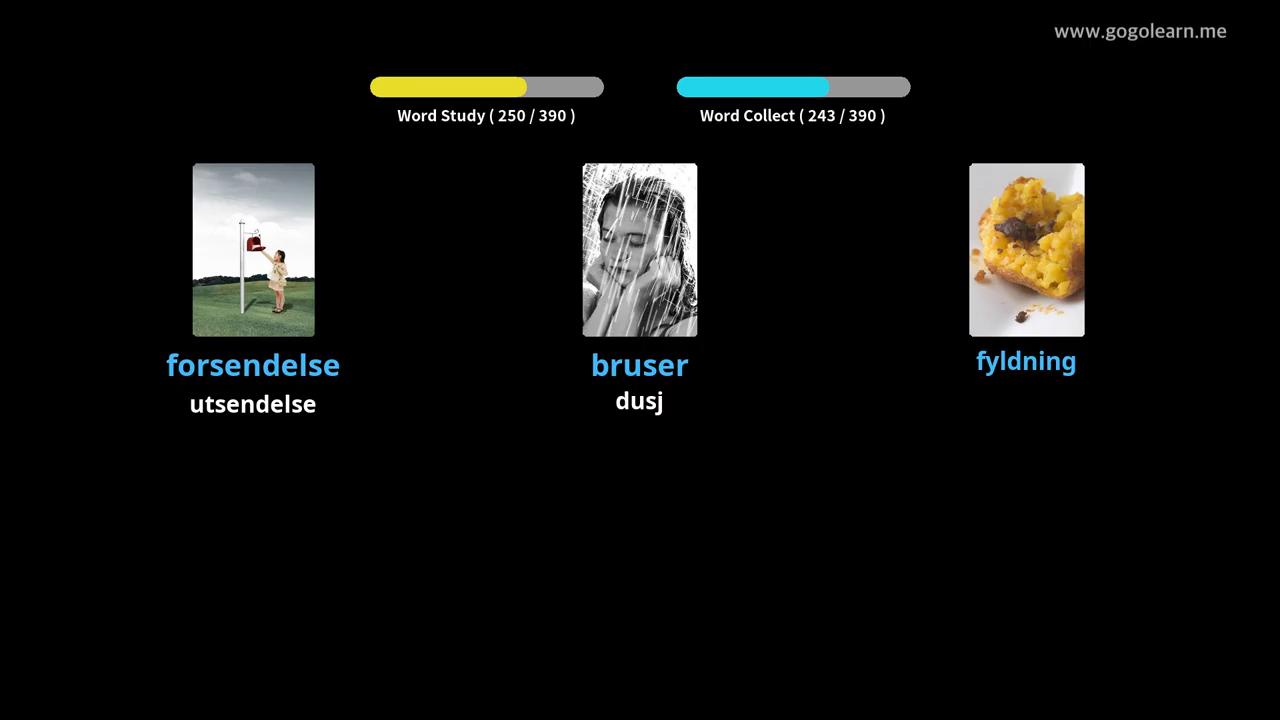 www.gogolearn.me
Word Study ( 250 / 390 )
Word Collect ( 243 / 390 )
forsendelse
utsendelse
bruser
dusj
fyldning